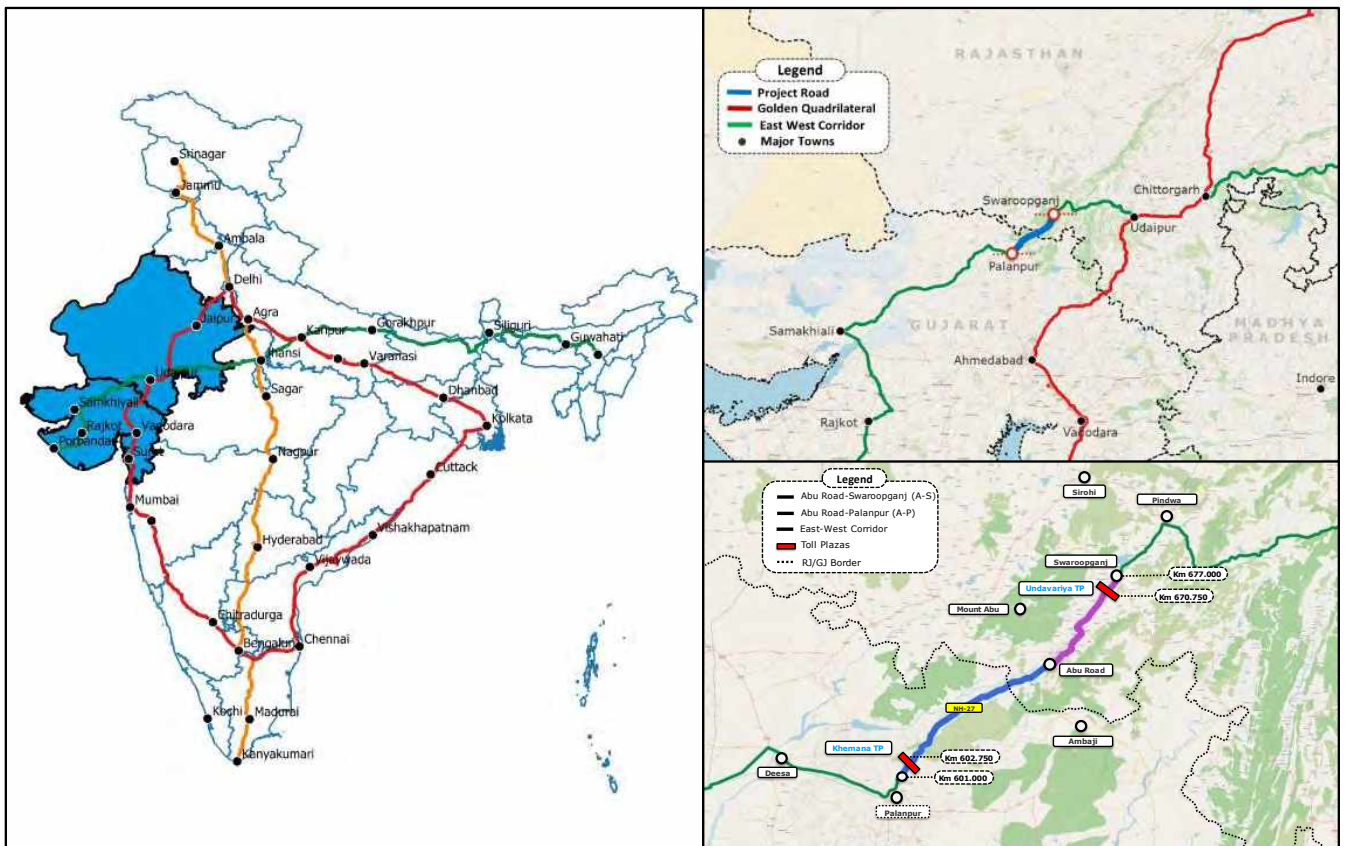 Srinagar
Jammu
Ambala
Delhi
Jaipur
Agra
Kanpur
Gorakhpur
Siliguri
Guwahati
Jhansi
Varanasi
Sagar
Dhanbad
Kolkata
Samkhiyali
Rajkot
Vadodara
Porbandar
Surat
Nagpur
Cuttack
Mumbai
Vishakhapatnam
Hyderabad
Vijaywada
Chitradurga
Bengaluru
Chennai
Kochi
Madurai
Kanyakumari
RAJASTHAN
Legend
Project Road
Golden Quadrilateral
East West Corridor
Major Towns
Chittorgarh
Swaroopganj
Udaipur
Palanpur
Samakhiali
GUJARAT
MADHYA
PRADESH
Ahmedabad
Indore
Rajkot
Vadodara
Legend
Abu Road-Swaroopganj (A-S)
Abu Road-Palanpur (A-P)
East-West Corridor
Toll Plazas
RJ/GJ Border
Sirohi
Pindwa
Swaroopganj
Km 677.000
Undavariya TP
Km 670.750
Mount Abu
Abu Road
NH-27
Ambaji
Khemana TP
Km 602.750
Deesa
Km 601.000
Palanpur